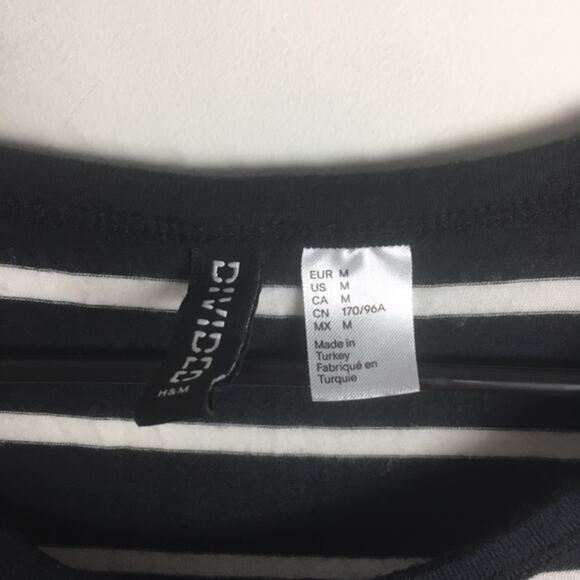 DIVIDED
H&M
EUR M
US M
CA M
CN 170/96A
MX M
Made in
Turkey
Fabriqué en
Turquie